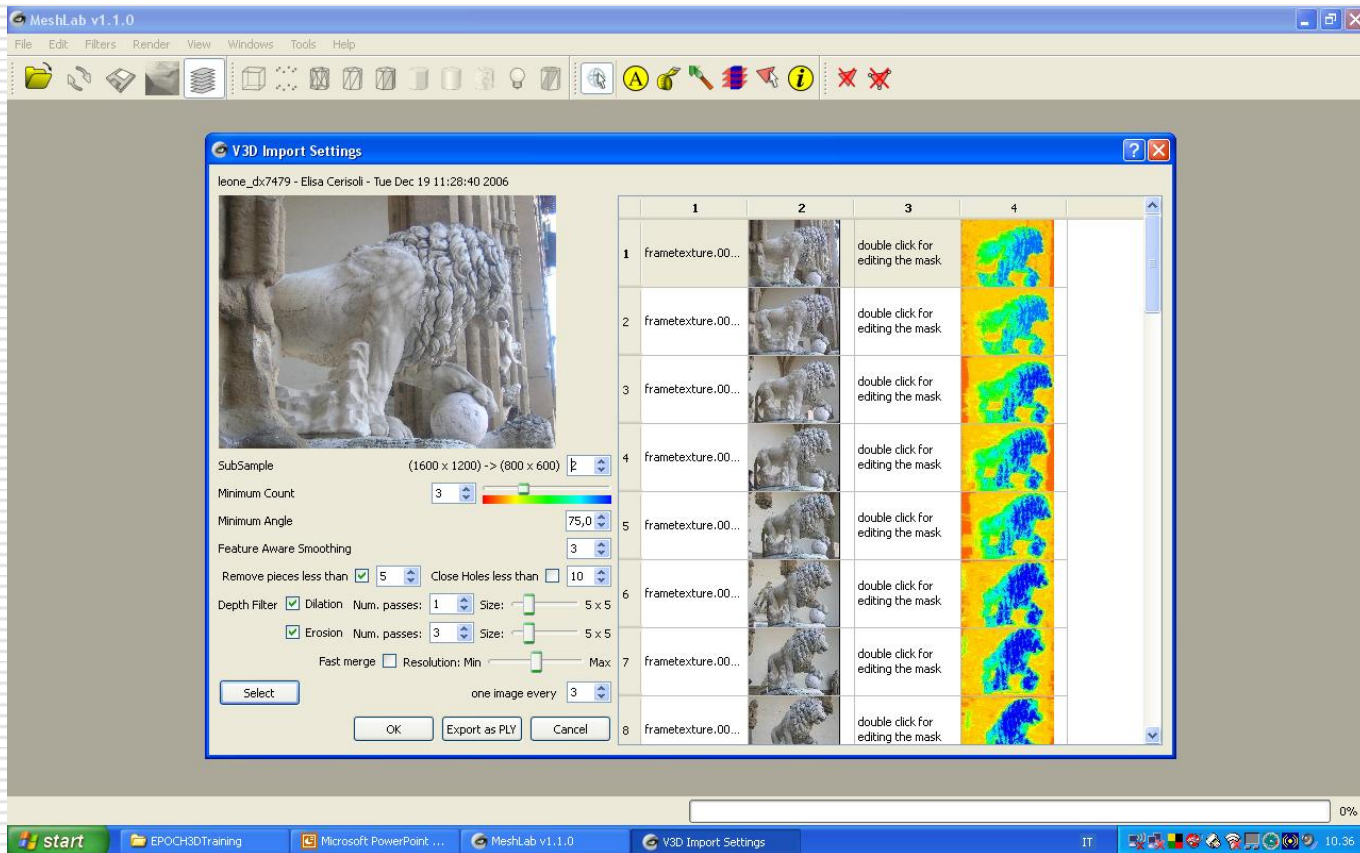 MeshLab v1.1.0
File Edit Filters Render View Windows Tools Help
A i
V3D Import Settings
leone_dx7479 - Elisa Cerisoli - Tue Dec 19 11:28:40 2006
SubSample (1600 x 1200) -> (800 x 600) 2
Minimum Count 3
Minimum Angle 75,0
Feature Aware Smoothing 3
Remove pieces less than 5 Close Holes less than 10
Depth Filter Dilation Num. passes: 1 Size: 5 x 5
Erosion Num. passes: 3 Size: 5 x 5
Fast merge Resolution: Min Max
Select one image every 3
OK Export as PLY Cancel
1 2 3 4
1 frametexture.00... double click for
editing the mask
2 frametexture.00... double click for
editing the mask
3 frametexture.00... double click for
editing the mask
4 frametexture.00... double click for
editing the mask
5 frametexture.00... double click for
editing the mask
6 frametexture.00... double click for
editing the mask
7 frametexture.00... double click for
editing the mask
8 frametexture.00... double click for
editing the mask
0%
start EPOCH3DTraining Microsoft PowerPoint ... MeshLab v1.1.0 V3D Import Settings IT 10.36